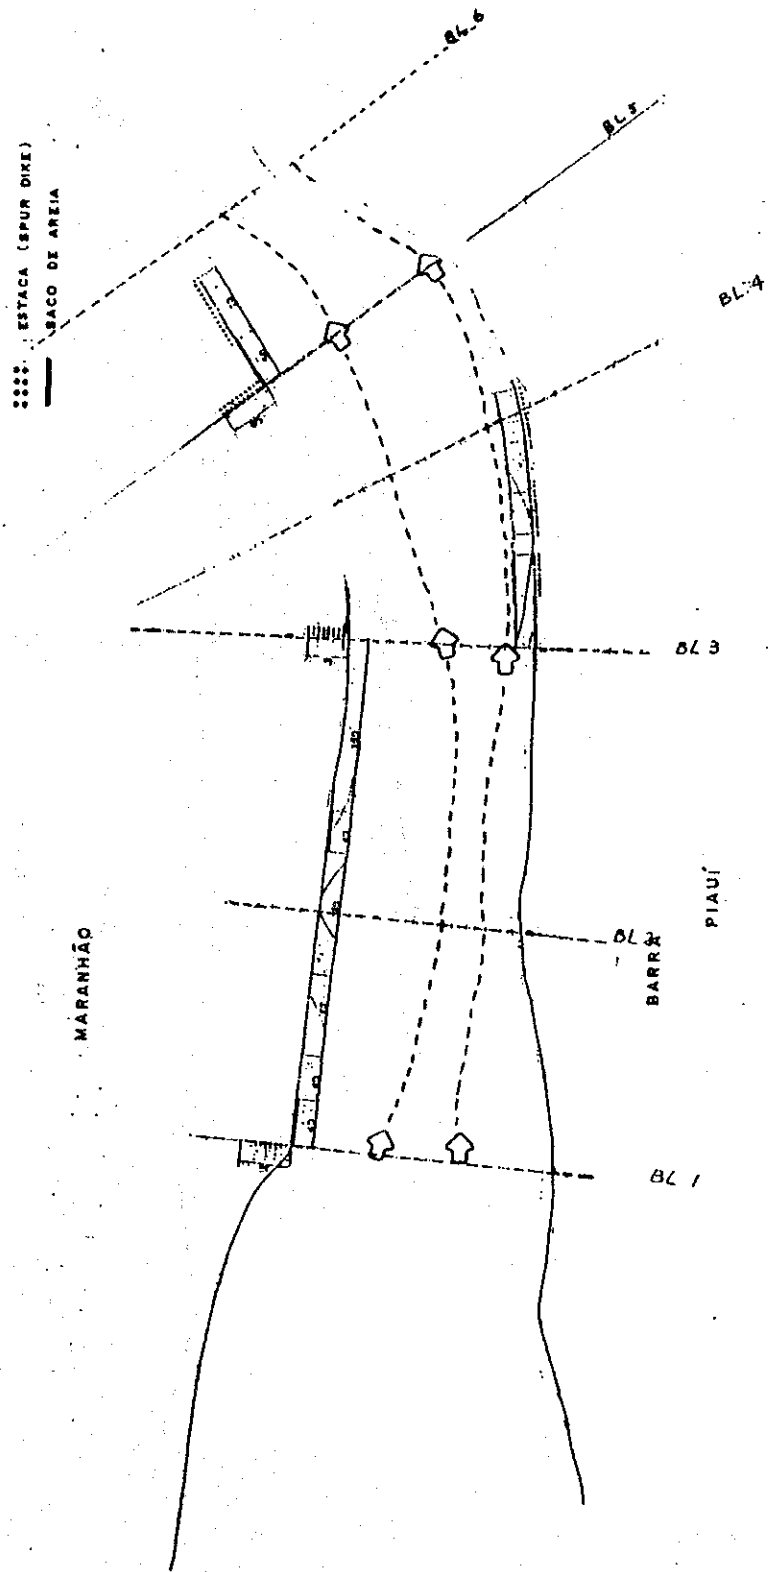 BL.6
BL.5
ESTACA (SPUR DIKE)
SACO DE AREIA
BL.4
BL 3
PIAUÍ
BL 2
BARRA
MARANHÃO
BL 1